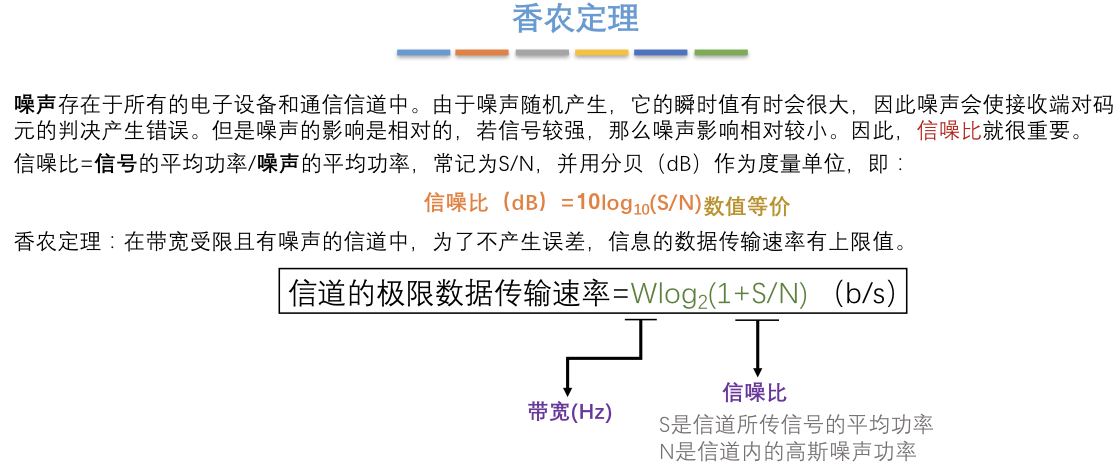 香农定理
噪声存在于所有的电子设备和通信信道中。由于噪声随机产生，它的瞬时值有时会很大，因此噪声会使接收端对码
元的判决产生错误。但是噪声的影响是相对的，若信号较强，那么噪声影响相对较小。因此，信噪比就很重要。
信噪比=信号的平均功率/噪声的平均功率，常记为S/N，并用分贝（dB）作为度量单位，即：
信噪比（dB）=10log₁₀(S/N)数值等价
香农定理：在带宽受限且有噪声的信道中，为了不产生误差，信息的数据传输速率有上限值。
信道的极限数据传输速率=Wlog₂(1+S/N) （b/s）
信噪比
带宽(Hz)
S是信道所传信号的平均功率
N是信道内的高斯噪声功率